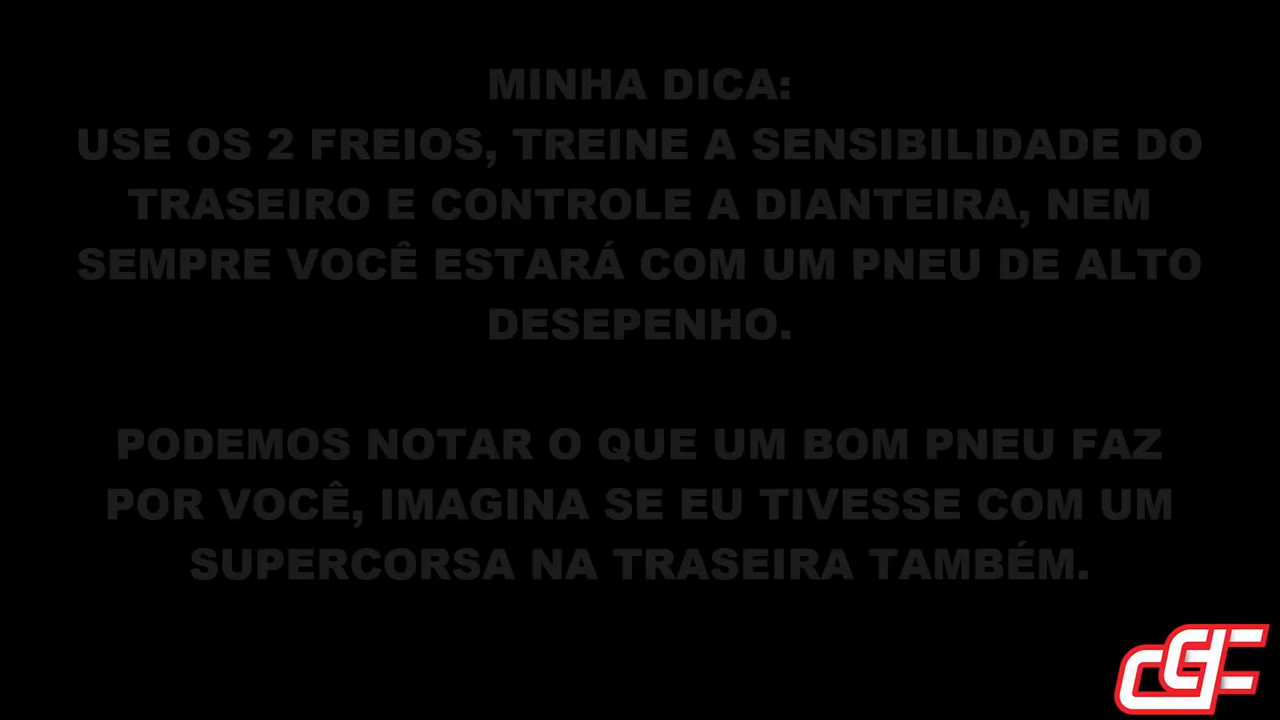 MINHA DICA:
USE OS 2 FREIOS, TREINE A SENSIBILIDADE DO
TRASEIRO E CONTROLE A DIANTEIRA, NEM
SEMPRE VOCÊ ESTARÁ COM UM PNEU DE ALTO
DESEPENHO.
PODEMOS NOTAR O QUE UM BOM PNEU FAZ
POR VOCÊ, IMAGINA SE EU TIVESSE COM UM
SUPERCORSA NA TRASEIRA TAMBÉM.
CGF